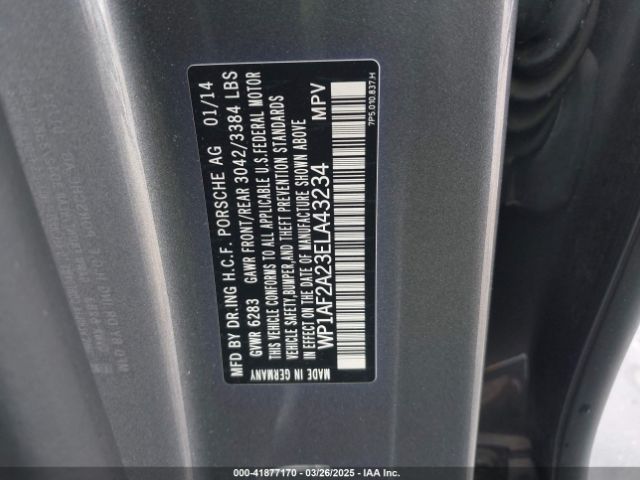 MFD BY DR.ING H.C.F. PORSCHE AG 01/14
GVWR 6283 GAWR FRONT/REAR 3042/3384 LBS
THIS VEHICLE CONFORMS TO ALL APPLICABLE U.S.FEDERAL MOTOR
VEHICLE SAFETY,BUMPER,AND THEFT PREVENTION STANDARDS
IN EFFECT ON THE DATE OF MANUFACTURE SHOWN ABOVE
WP1AF2A23ELA43234 MPV
MADE IN GERMANY 7P5.010.837.H
00-41877170 - 03/26/2025 - IAA Inc.